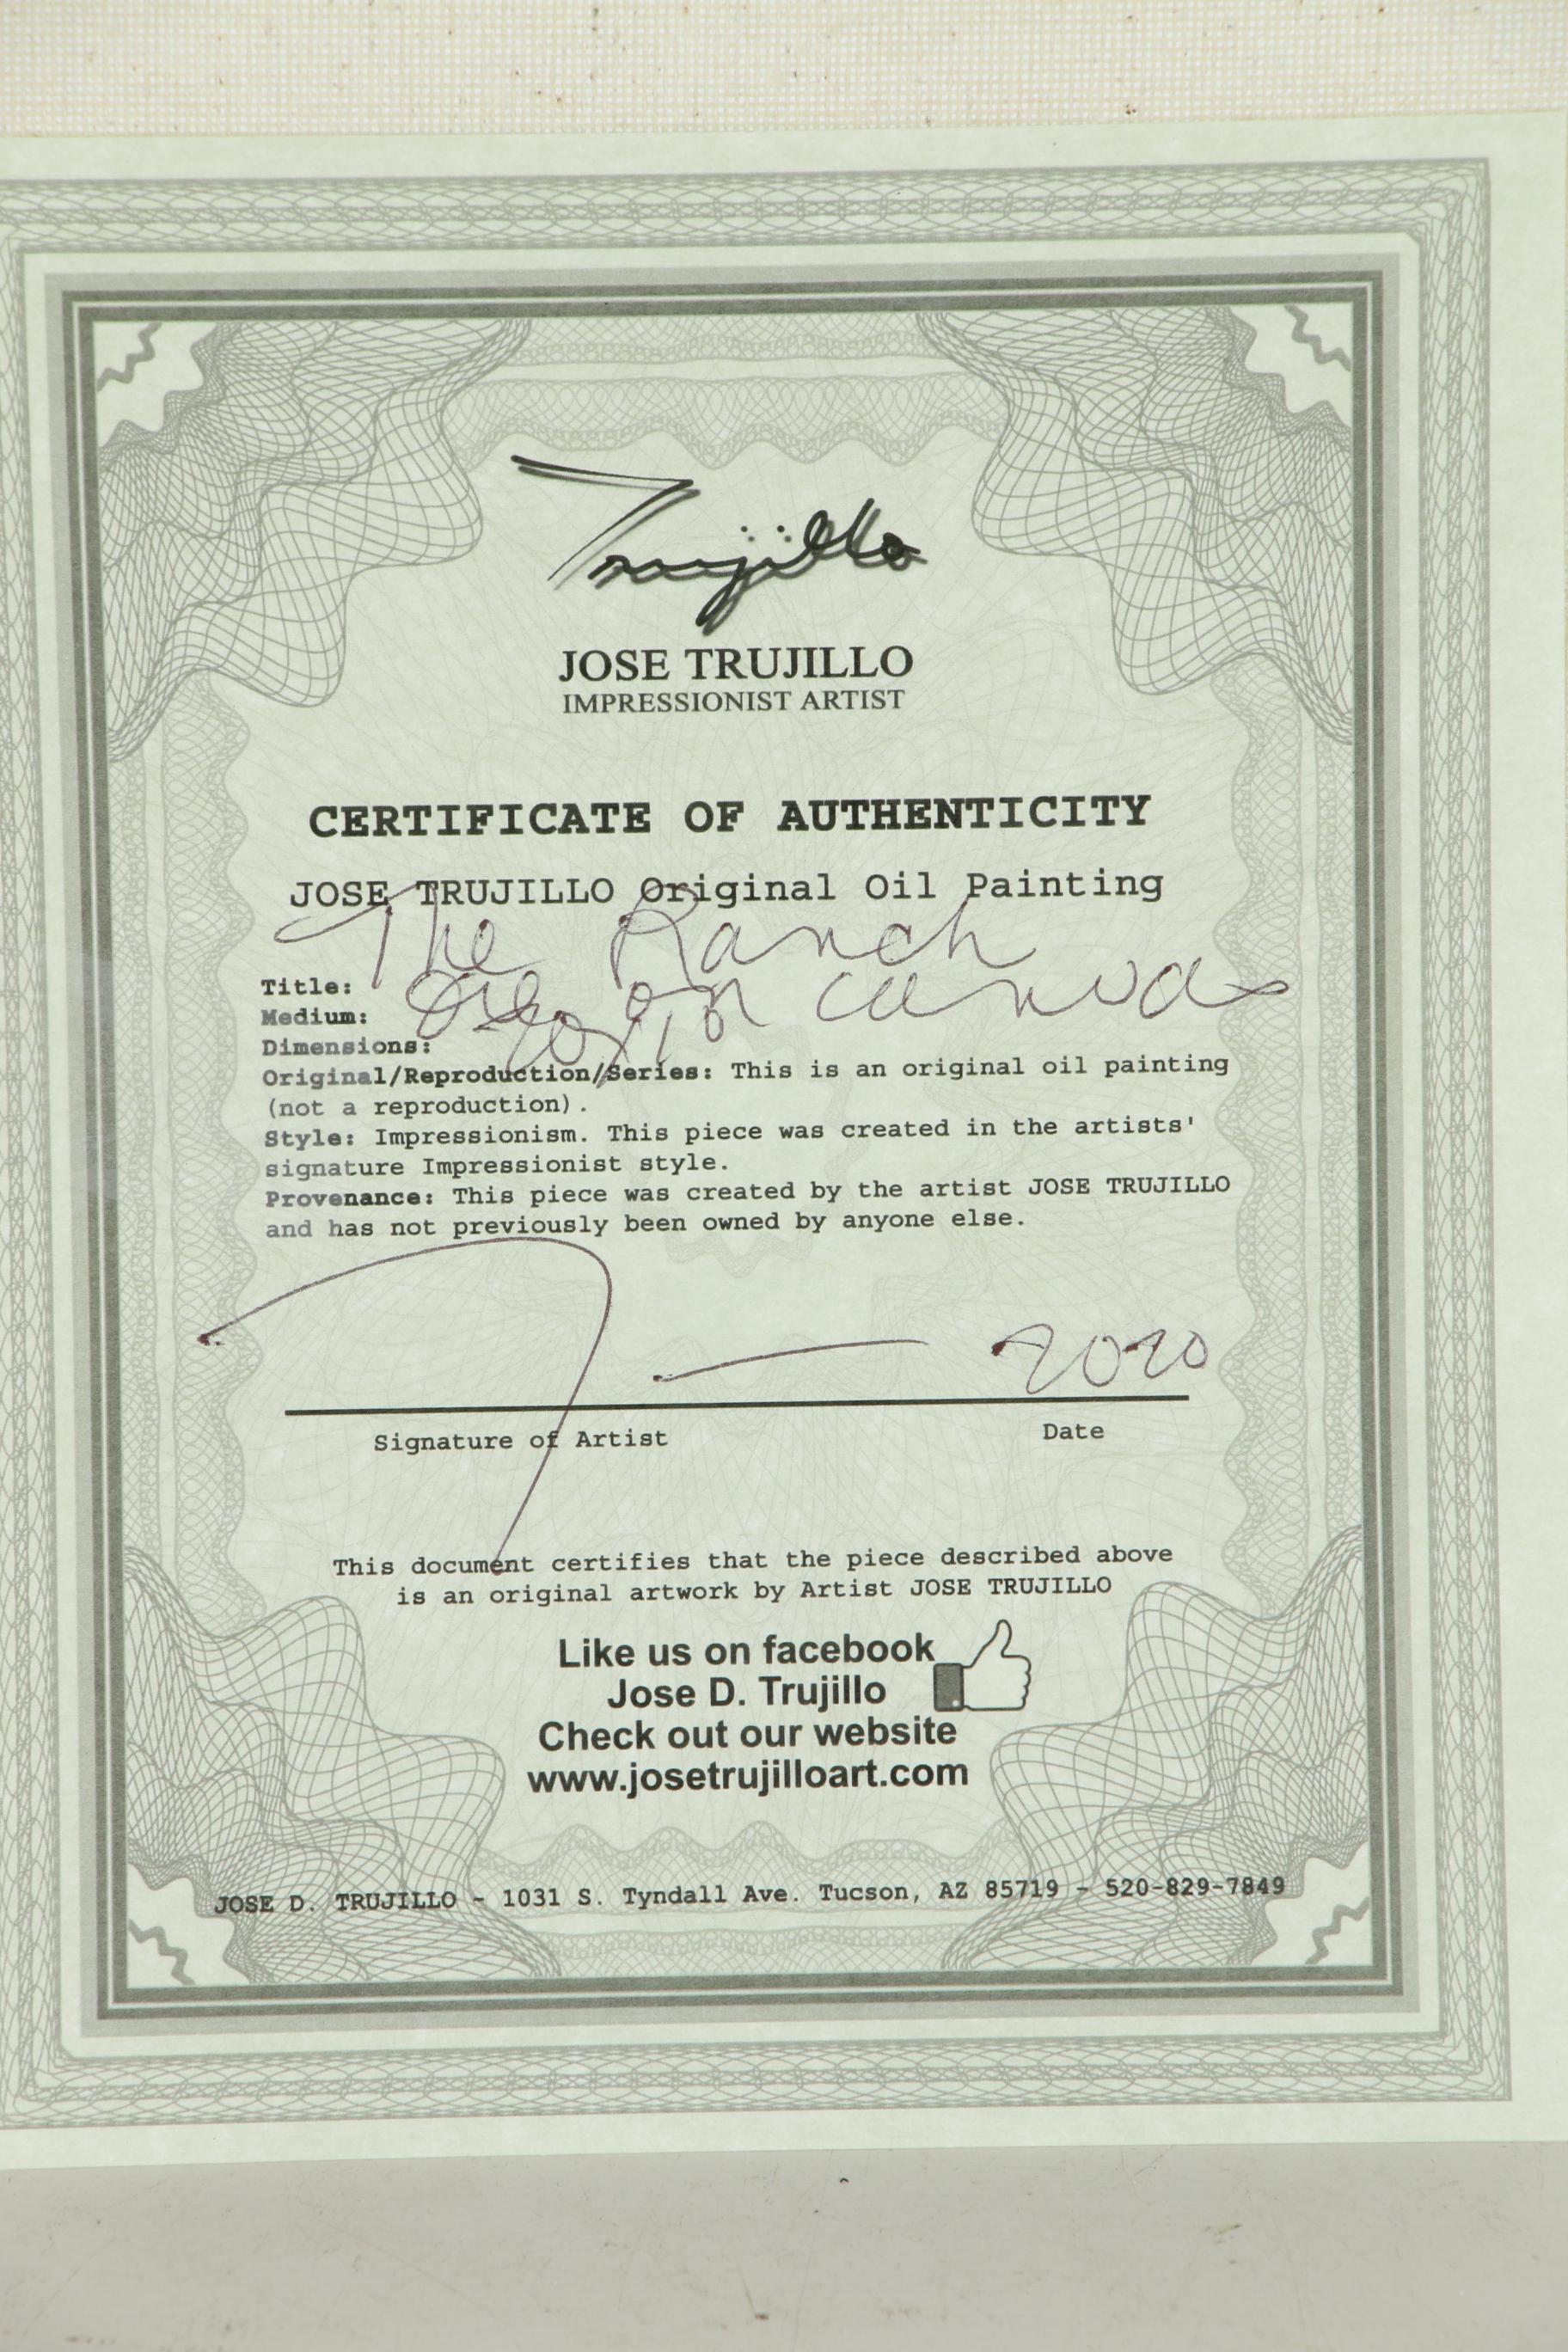 Trujillo
JOSE TRUJILLO
IMPRESSIONIST ARTIST
CERTIFICATE OF AUTHENTICITY
JOSE TRUJILLO Original Oil Painting
Title: The Ranch
Medium: on canvas
Dimensions:
Original/Reproduction/Series: This is an original oil painting
(not a reproduction).
Style: Impressionism. This piece was created in the artists'
signature Impressionist style.
Provenance: This piece was created by the artist JOSE TRUJILLO
and has not previously been owned by anyone else.
2020
Signature of Artist Date
This document certifies that the piece described above
is an original artwork by Artist JOSE TRUJILLO
Like us on facebook
Jose D. Trujillo
Check out our website
www.josetrujilloart.com
JOSE D. TRUJILLO - 1031 S. Tyndall Ave. Tucson, AZ 85719 - 520-829-7849